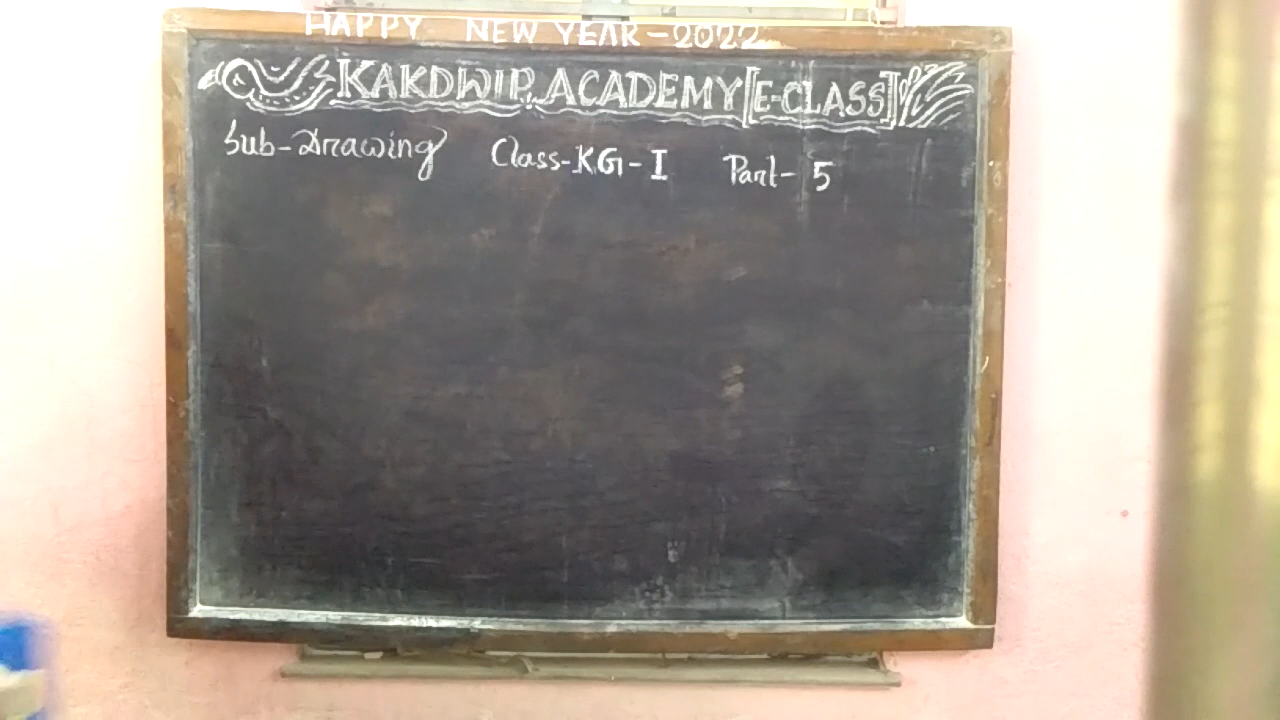 HAPPY NEW YEAR-2022
KAKDWIP ACADEMY[E-CLASS]
Sub-Drawing Class-KG-I Part-5